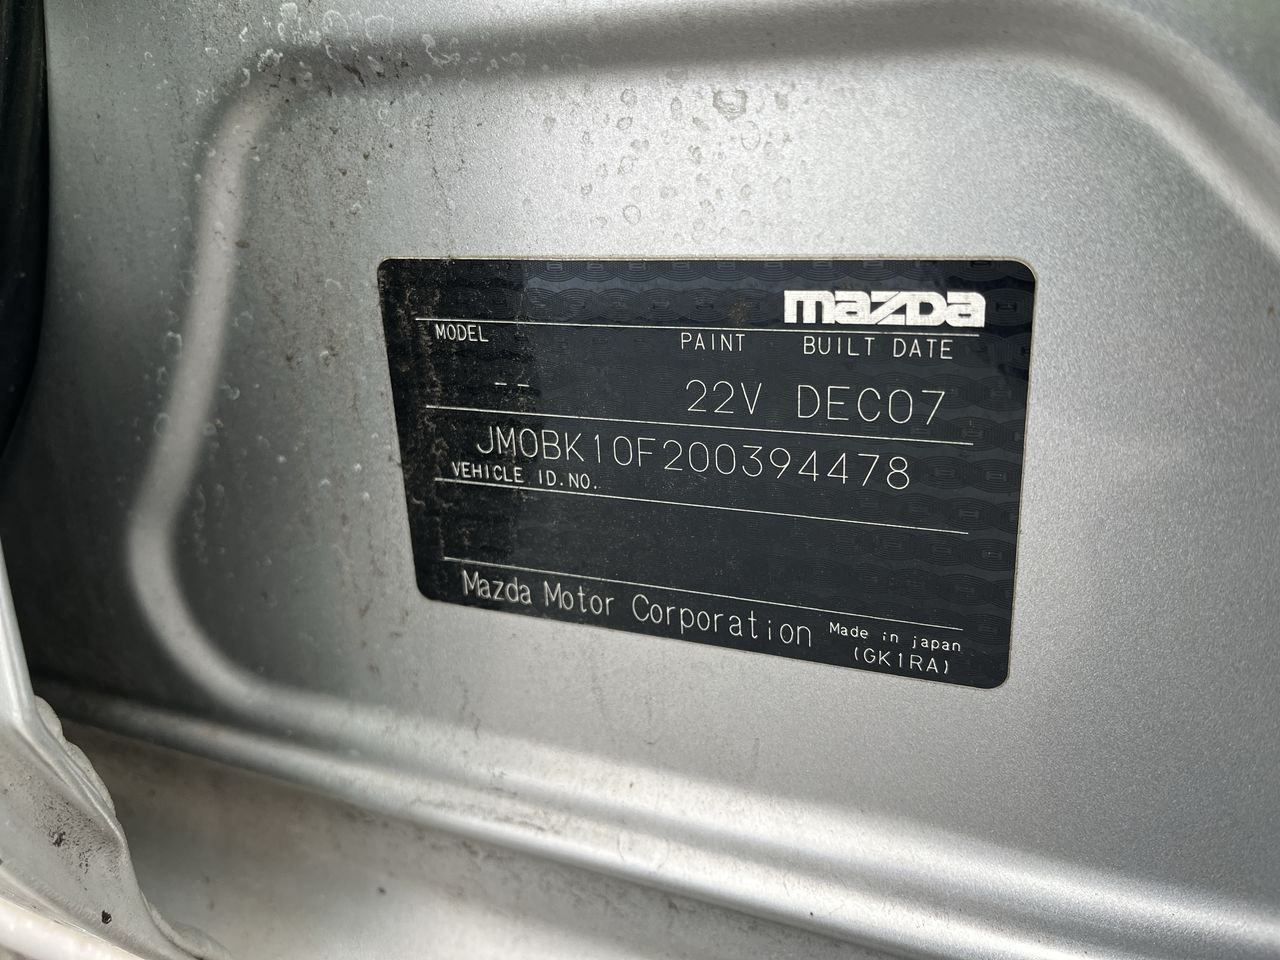 mazda
MODEL PAINT BUILT DATE
-- 22V DEC07
JM0BK10F200394478
VEHICLE ID.NO.
Mazda Motor Corporation Made in japan
(GK1RA)